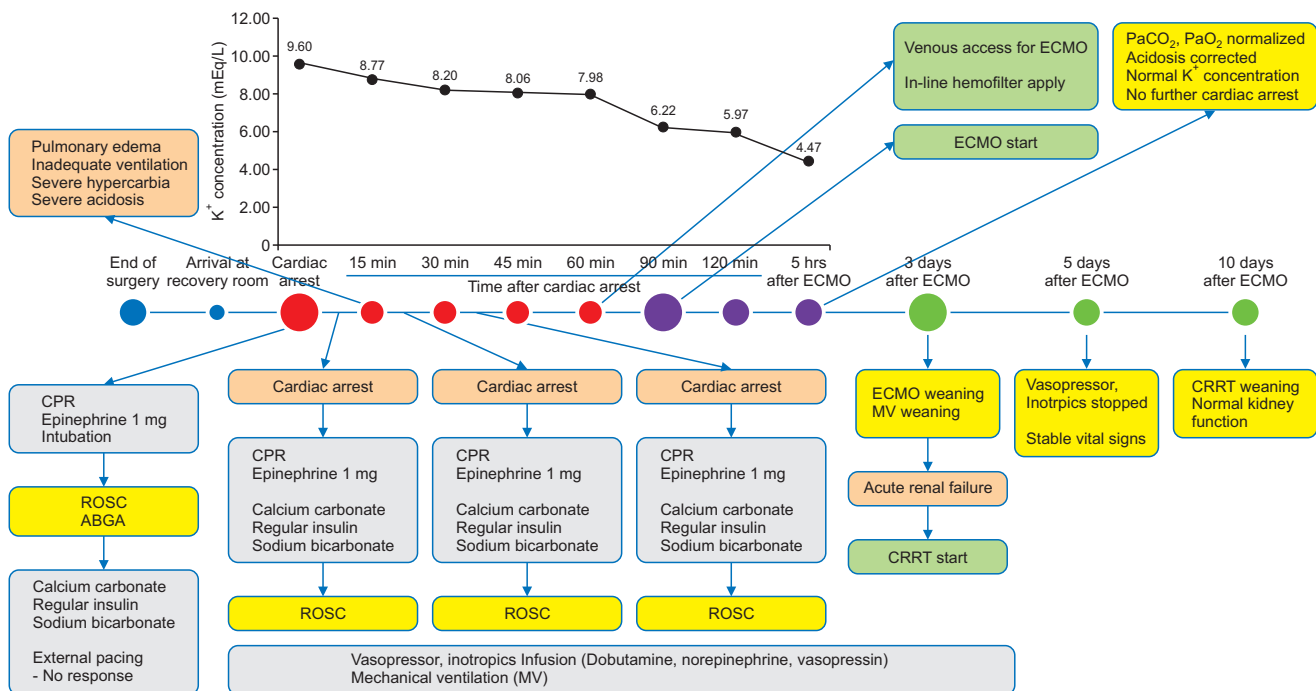 12.00
10.00
8.00
6.00
4.00
2.00
0
K+ concentration (mEq/L)
9.60
8.77
8.20
8.06
7.98
6.22
5.97
4.47
Venous access for ECMO
In-line hemofilter apply
ECMO start
PaCO2, PaO2 normalized
Acidosis corrected
Normal K+ concentration
No further cardiac arrest
Pulmonary edema
Inadequate ventilation
Severe hypercarbia
Severe acidosis
End of
surgery
Arrival at
recovery room
Cardiac
arrest
15 min
30 min
45 min
60 min
90 min
120 min
Time after cardiac arrest
5 hrs
after ECMO
3 days
after ECMO
5 days
after ECMO
10 days
after ECMO
CPR
Epinephrine 1 mg
Intubation
ROSC
ABGA
Calcium carbonate
Regular insulin
Sodium bicarbonate
External pacing
- No response
Cardiac arrest
CPR
Epinephrine 1 mg
Calcium carbonate
Regular insulin
Sodium bicarbonate
ROSC
Cardiac arrest
CPR
Epinephrine 1 mg
Calcium carbonate
Regular insulin
Sodium bicarbonate
ROSC
Cardiac arrest
CPR
Epinephrine 1 mg
Calcium carbonate
Regular insulin
Sodium bicarbonate
ROSC
Vasopressor, inotropics Infusion (Dobutamine, norepinephrine, vasopressin)
Mechanical ventilation (MV)
ECMO weaning
MV weaning
Acute renal failure
CRRT start
Vasopressor,
Inotrpics stopped
Stable vital signs
CRRT weaning
Normal kidney
function